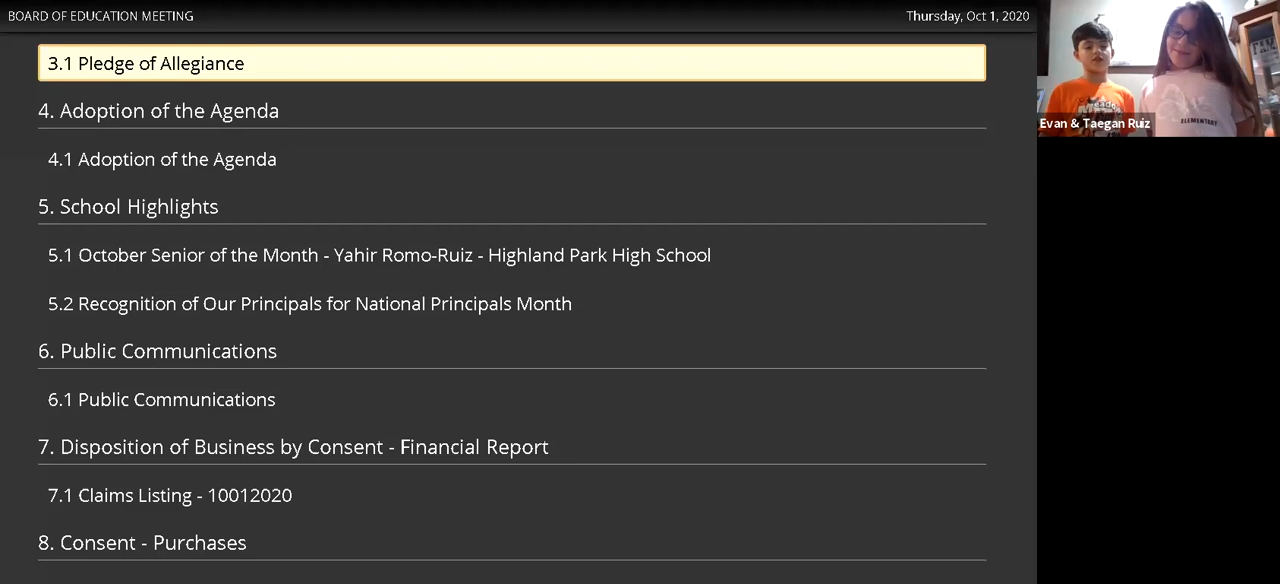 BOARD OF EDUCATION MEETING
Thursday, Oct 1, 2020
3.1 Pledge of Allegiance
4. Adoption of the Agenda
4.1 Adoption of the Agenda
5. School Highlights
5.1 October Senior of the Month - Yahir Romo-Ruiz - Highland Park High School
5.2 Recognition of Our Principals for National Principals Month
6. Public Communications
6.1 Public Communications
7. Disposition of Business by Consent - Financial Report
7.1 Claims Listing - 10012020
8. Consent - Purchases
Evan & Taegan Ruiz
ELEMENTARY